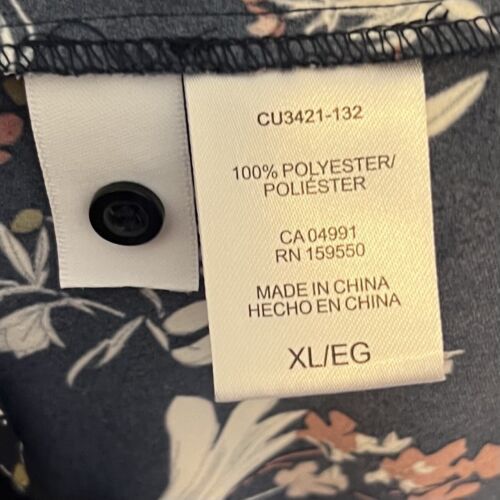 CU3421-132
100% POLYESTER/
POLIÉSTER
CA 04991
RN 159550
MADE IN CHINA
HECHO EN CHINA
XL/EG